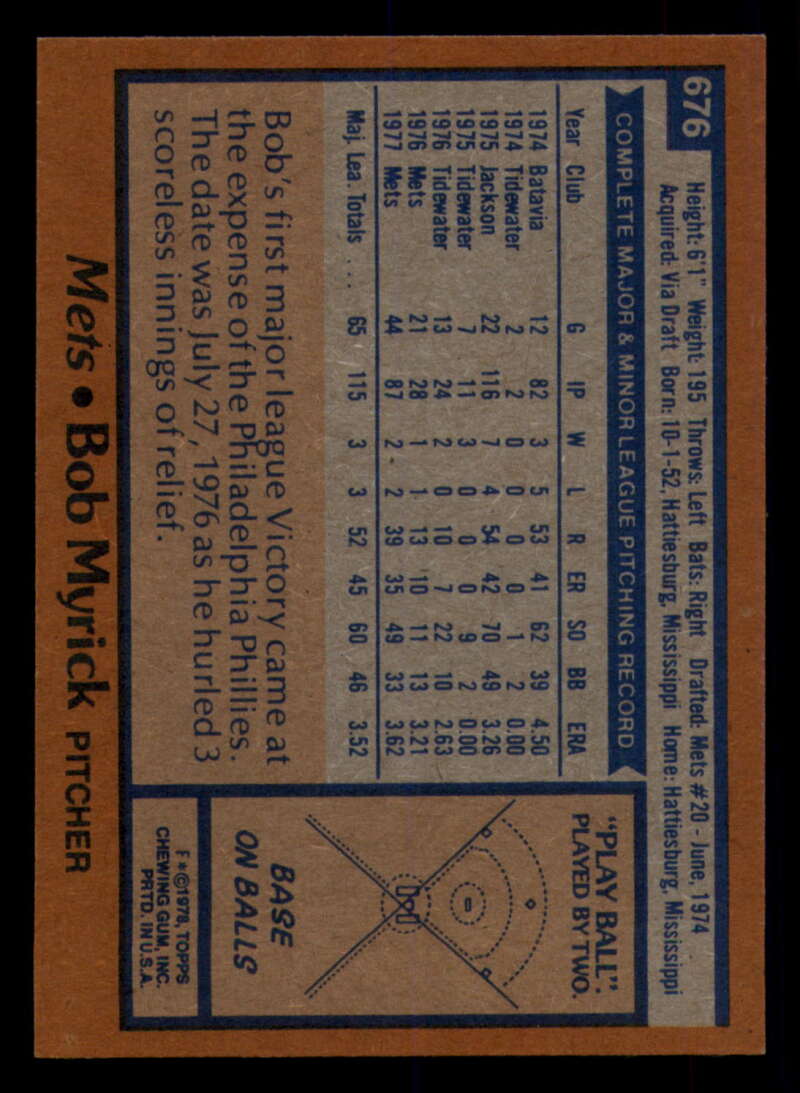 676
Height: 6'1" Weight: 195 Throws: Left Bats: Right Drafted: Mets #20 - June, 1974
Acquired: Via Draft Born: 10-1-52, Hattiesburg, Mississippi Home: Hattiesburg, Mississippi
COMPLETE MAJOR & MINOR LEAGUE PITCHING RECORD
Year Club G IP W L R ER SO BB ERA
1974 Batavia 12 82 3 5 53 41 62 39 4.50
1974 Tidewater 2 2 0 0 0 0 1 2 0.00
1975 Jackson 22 116 7 4 54 42 70 49 3.26
1975 Tidewater 7 11 3 0 0 0 9 2 0.00
1976 Tidewater 13 24 2 0 10 7 22 10 2.63
1976 Mets 21 28 1 1 13 10 11 13 3.21
1977 Mets 44 87 2 2 39 35 49 33 3.62
Maj. Lea. Totals ... 65 115 3 3 52 45 60 46 3.52
Bob's first major league Victory came at
the expense of the Philadelphia Phillies.
The date was July 27, 1976 as he hurled 3
scoreless innings of relief.
"PLAY BALL":
PLAYED BY TWO.
BASE
ON BALLS
F*©1978, TOPPS
CHEWING GUM, INC.
PRTD. IN U.S.A.
Mets • Bob Myrick PITCHER